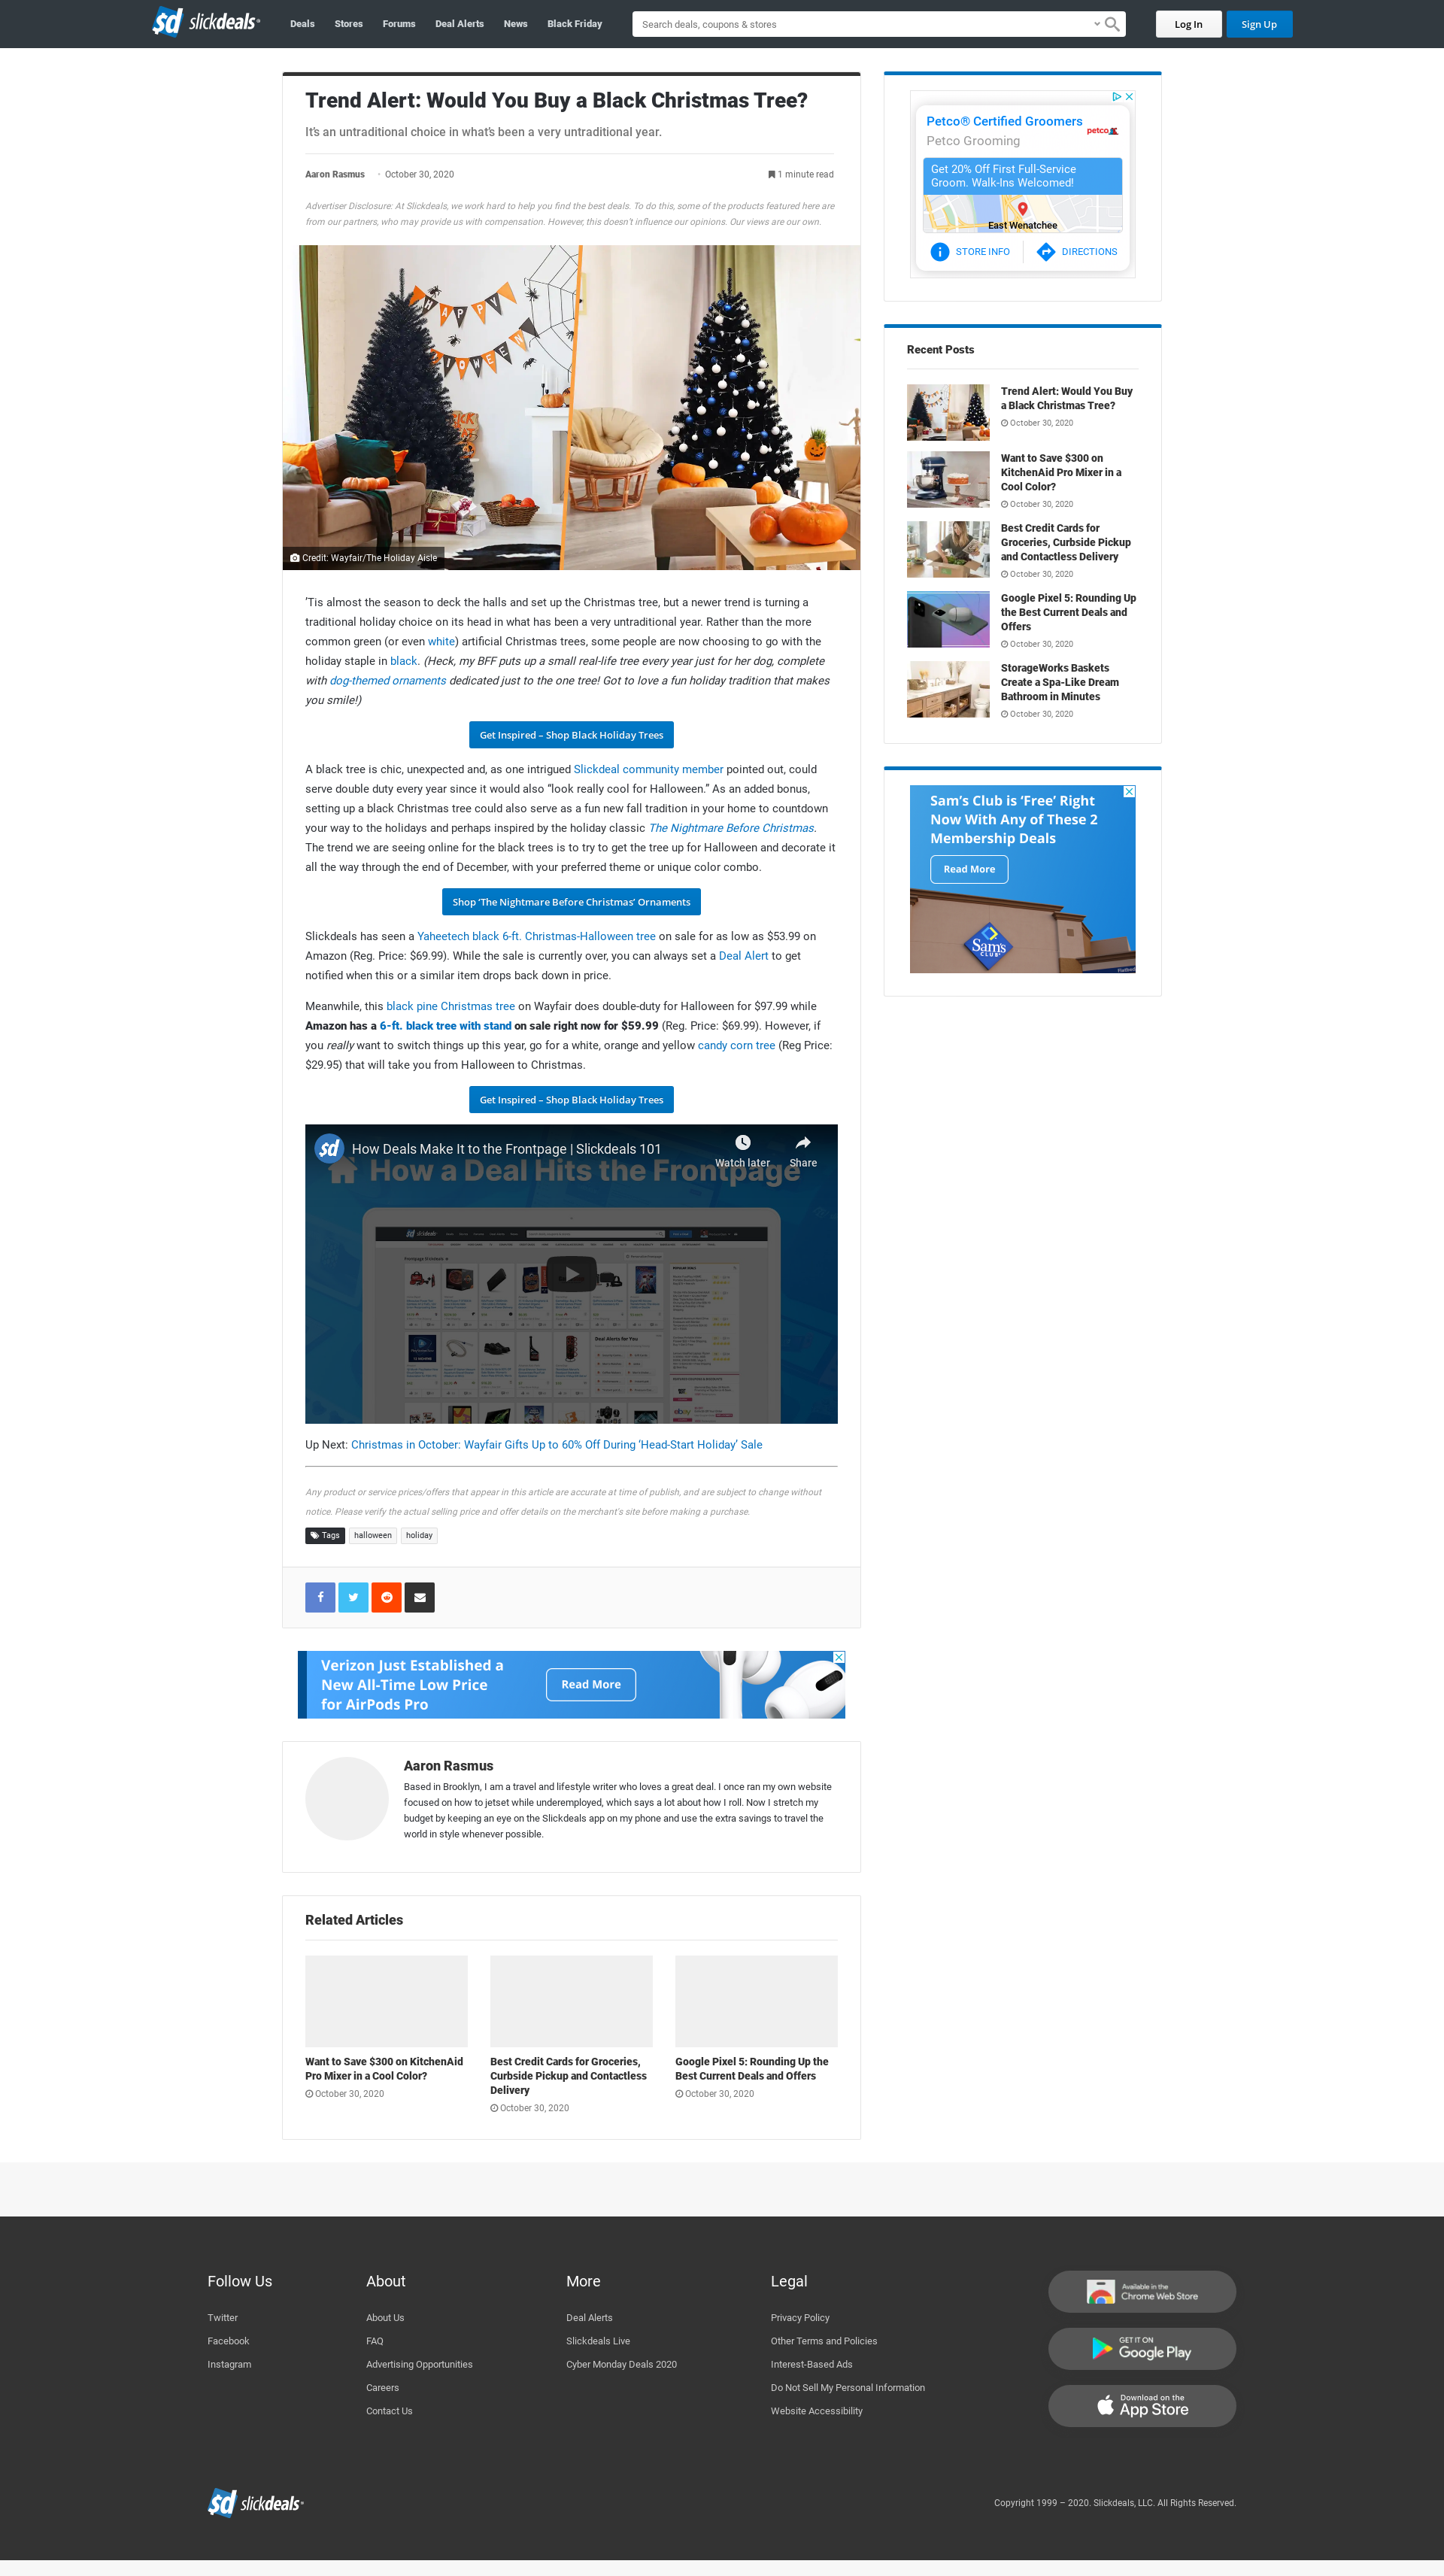 sd slickdeals
Deals Stores Forums Deal Alerts News Black Friday
Search deals, coupons & stores
Log In
Sign Up
Trend Alert: Would You Buy a Black Christmas Tree?
It's an untraditional choice in what's been a very untraditional year.
Aaron Rasmus · October 30, 2020
1 minute read
Advertiser Disclosure: At Slickdeals, we work hard to help you find the best deals. To do this, some of the products featured here are
from our partners, who may provide us with compensation. However, this doesn't influence our opinions. Our views are our own.
HAPPY
HALLOWEEN
TRICK
OR
TREAT
Credit: Wayfair/The Holiday Aisle
'Tis almost the season to deck the halls and set up the Christmas tree, but a newer trend is turning a
traditional holiday choice on its head in what has been a very untraditional year. Rather than the more
common green (or even white) artificial Christmas trees, some people are now choosing to go with the
holiday staple in black. (Heck, my BFF puts up a small real-life tree every year just for her dog, complete
with dog-themed ornaments dedicated just to the one tree! Got to love a fun holiday tradition that makes
you smile!)
Get Inspired – Shop Black Holiday Trees
A black tree is chic, unexpected and, as one intrigued Slickdeal community member pointed out, could
serve double duty every year since it would also “look really cool for Halloween.” As an added bonus,
setting up a black Christmas tree could also serve as a fun new fall tradition in your home to countdown
your way to the holidays and perhaps inspired by the holiday classic The Nightmare Before Christmas.
The trend we are seeing online for the black trees is to try to get the tree up for Halloween and decorate it
all the way through the end of December, with your preferred theme or unique color combo.
Shop ‘The Nightmare Before Christmas’ Ornaments
Slickdeals has seen a Yaheetech black 6-ft. Christmas-Halloween tree on sale for as low as $53.99 on
Amazon (Reg. Price: $69.99). While the sale is currently over, you can always set a Deal Alert to get
notified when this or a similar item drops back down in price.
Meanwhile, this black pine Christmas tree on Wayfair does double-duty for Halloween for $97.99 while
Amazon has a 6-ft. black tree with stand on sale right now for $59.99 (Reg. Price: $69.99). However, if
you really want to switch things up this year, go for a white, orange and yellow candy corn tree (Reg Price:
$29.95) that will take you from Halloween to Christmas.
Get Inspired – Shop Black Holiday Trees
sd How Deals Make It to the Frontpage | Slickdeals 101
Watch later
Share
How a Deal Hits the Frontpage
Up Next: Christmas in October: Wayfair Gifts Up to 60% Off During ‘Head-Start Holiday’ Sale
Any product or service prices/offers that appear in this article are accurate at time of publish, and are subject to change without
notice. Please verify the actual selling price and offer details on the merchant's site before making a purchase.
Tags halloween holiday
Verizon Just Established a
New All-Time Low Price
for AirPods Pro
Read More
Aaron Rasmus
Based in Brooklyn, I am a travel and lifestyle writer who loves a great deal. I once ran my own website
focused on how to jetset while underemployed, which says a lot about how I roll. Now I stretch my
budget by keeping an eye on the Slickdeals app on my phone and use the extra savings to travel the
world in style whenever possible.
Related Articles
Want to Save $300 on KitchenAid
Pro Mixer in a Cool Color?
October 30, 2020
Best Credit Cards for Groceries,
Curbside Pickup and Contactless
Delivery
October 30, 2020
Google Pixel 5: Rounding Up the
Best Current Deals and Offers
October 30, 2020
Petco® Certified Groomers
Petco Grooming
petco
Get 20% Off First Full-Service
Groom. Walk-Ins Welcomed!
East Wenatchee
STORE INFO
DIRECTIONS
Recent Posts
Trend Alert: Would You Buy
a Black Christmas Tree?
October 30, 2020
Want to Save $300 on
KitchenAid Pro Mixer in a
Cool Color?
October 30, 2020
Best Credit Cards for
Groceries, Curbside Pickup
and Contactless Delivery
October 30, 2020
Google Pixel 5: Rounding Up
the Best Current Deals and
Offers
October 30, 2020
StorageWorks Baskets
Create a Spa-Like Dream
Bathroom in Minutes
October 30, 2020
Sam's Club is ‘Free’ Right
Now With Any of These 2
Membership Deals
Read More
Sam's
CLUB
Follow Us
Twitter
Facebook
Instagram
About
About Us
FAQ
Advertising Opportunities
Careers
Contact Us
More
Deal Alerts
Slickdeals Live
Cyber Monday Deals 2020
Legal
Privacy Policy
Other Terms and Policies
Interest-Based Ads
Do Not Sell My Personal Information
Website Accessibility
Available in the
Chrome Web Store
GET IT ON
Google Play
Download on the
App Store
sd slickdeals
Copyright 1999 – 2020. Slickdeals, LLC. All Rights Reserved.